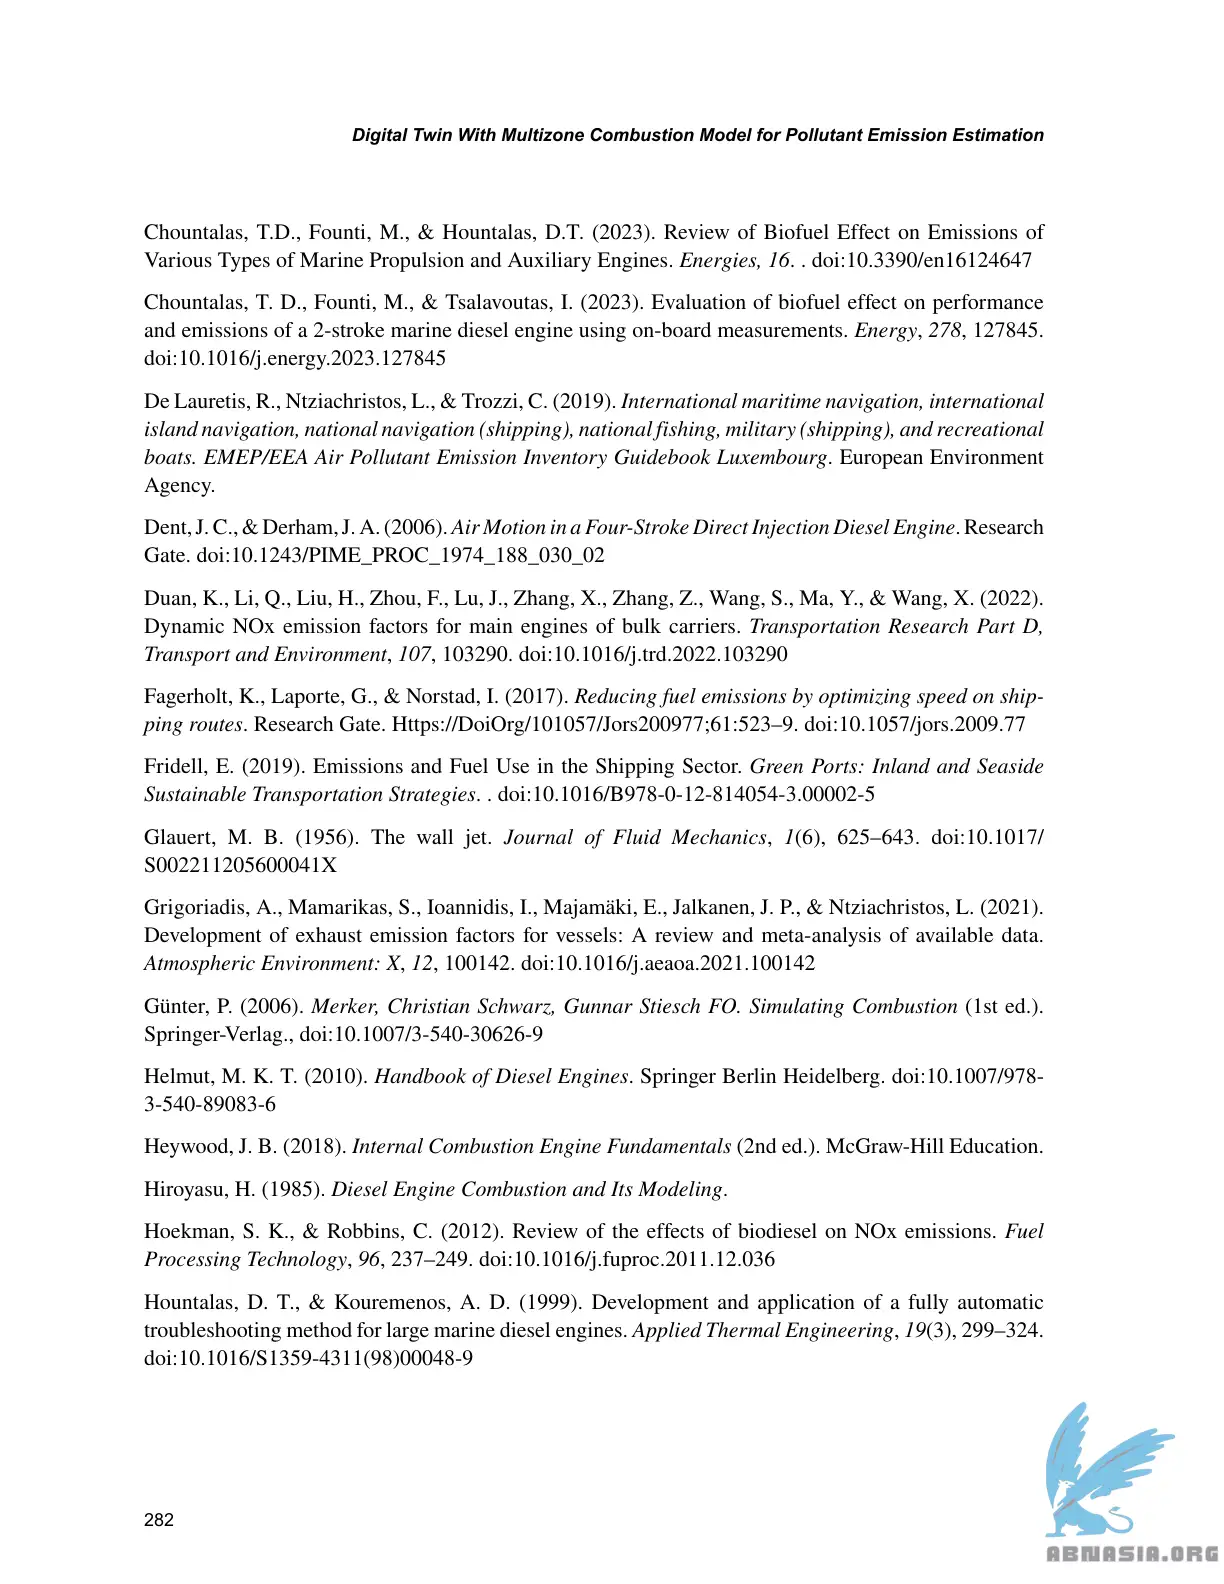 Digital Twin With Multizone Combustion Model for Pollutant Emission Estimation
Chountalas, T.D., Founti, M., & Hountalas, D.T. (2023). Review of Biofuel Effect on Emissions of
Various Types of Marine Propulsion and Auxiliary Engines. Energies, 16. . doi:10.3390/en16124647
Chountalas, T. D., Founti, M., & Tsalavoutas, I. (2023). Evaluation of biofuel effect on performance
and emissions of a 2-stroke marine diesel engine using on-board measurements. Energy, 278, 127845.
doi:10.1016/j.energy.2023.127845
De Lauretis, R., Ntziachristos, L., & Trozzi, C. (2019). International maritime navigation, international
island navigation, national navigation (shipping), national fishing, military (shipping), and recreational
boats. EMEP/EEA Air Pollutant Emission Inventory Guidebook Luxembourg. European Environment
Agency.
Dent, J. C., & Derham, J. A. (2006). Air Motion in a Four-Stroke Direct Injection Diesel Engine. Research
Gate. doi:10.1243/PIME_PROC_1974_188_030_02
Duan, K., Li, Q., Liu, H., Zhou, F., Lu, J., Zhang, X., Zhang, Z., Wang, S., Ma, Y., & Wang, X. (2022).
Dynamic NOx emission factors for main engines of bulk carriers. Transportation Research Part D,
Transport and Environment, 107, 103290. doi:10.1016/j.trd.2022.103290
Fagerholt, K., Laporte, G., & Norstad, I. (2017). Reducing fuel emissions by optimizing speed on ship-
ping routes. Research Gate. Https://DoiOrg/101057/Jors200977;61:523–9. doi:10.1057/jors.2009.77
Fridell, E. (2019). Emissions and Fuel Use in the Shipping Sector. Green Ports: Inland and Seaside
Sustainable Transportation Strategies. . doi:10.1016/B978-0-12-814054-3.00002-5
Glauert, M. B. (1956). The wall jet. Journal of Fluid Mechanics, 1(6), 625–643. doi:10.1017/
S002211205600041X
Grigoriadis, A., Mamarikas, S., Ioannidis, I., Majamäki, E., Jalkanen, J. P., & Ntziachristos, L. (2021).
Development of exhaust emission factors for vessels: A review and meta-analysis of available data.
Atmospheric Environment: X, 12, 100142. doi:10.1016/j.aeaoa.2021.100142
Günter, P. (2006). Merker, Christian Schwarz, Gunnar Stiesch FO. Simulating Combustion (1st ed.).
Springer-Verlag., doi:10.1007/3-540-30626-9
Helmut, M. K. T. (2010). Handbook of Diesel Engines. Springer Berlin Heidelberg. doi:10.1007/978-
3-540-89083-6
Heywood, J. B. (2018). Internal Combustion Engine Fundamentals (2nd ed.). McGraw-Hill Education.
Hiroyasu, H. (1985). Diesel Engine Combustion and Its Modeling.
Hoekman, S. K., & Robbins, C. (2012). Review of the effects of biodiesel on NOx emissions. Fuel
Processing Technology, 96, 237–249. doi:10.1016/j.fuproc.2011.12.036
Hountalas, D. T., & Kouremenos, A. D. (1999). Development and application of a fully automatic
troubleshooting method for large marine diesel engines. Applied Thermal Engineering, 19(3), 299–324.
doi:10.1016/S1359-4311(98)00048-9
282
ABNASIA.ORG